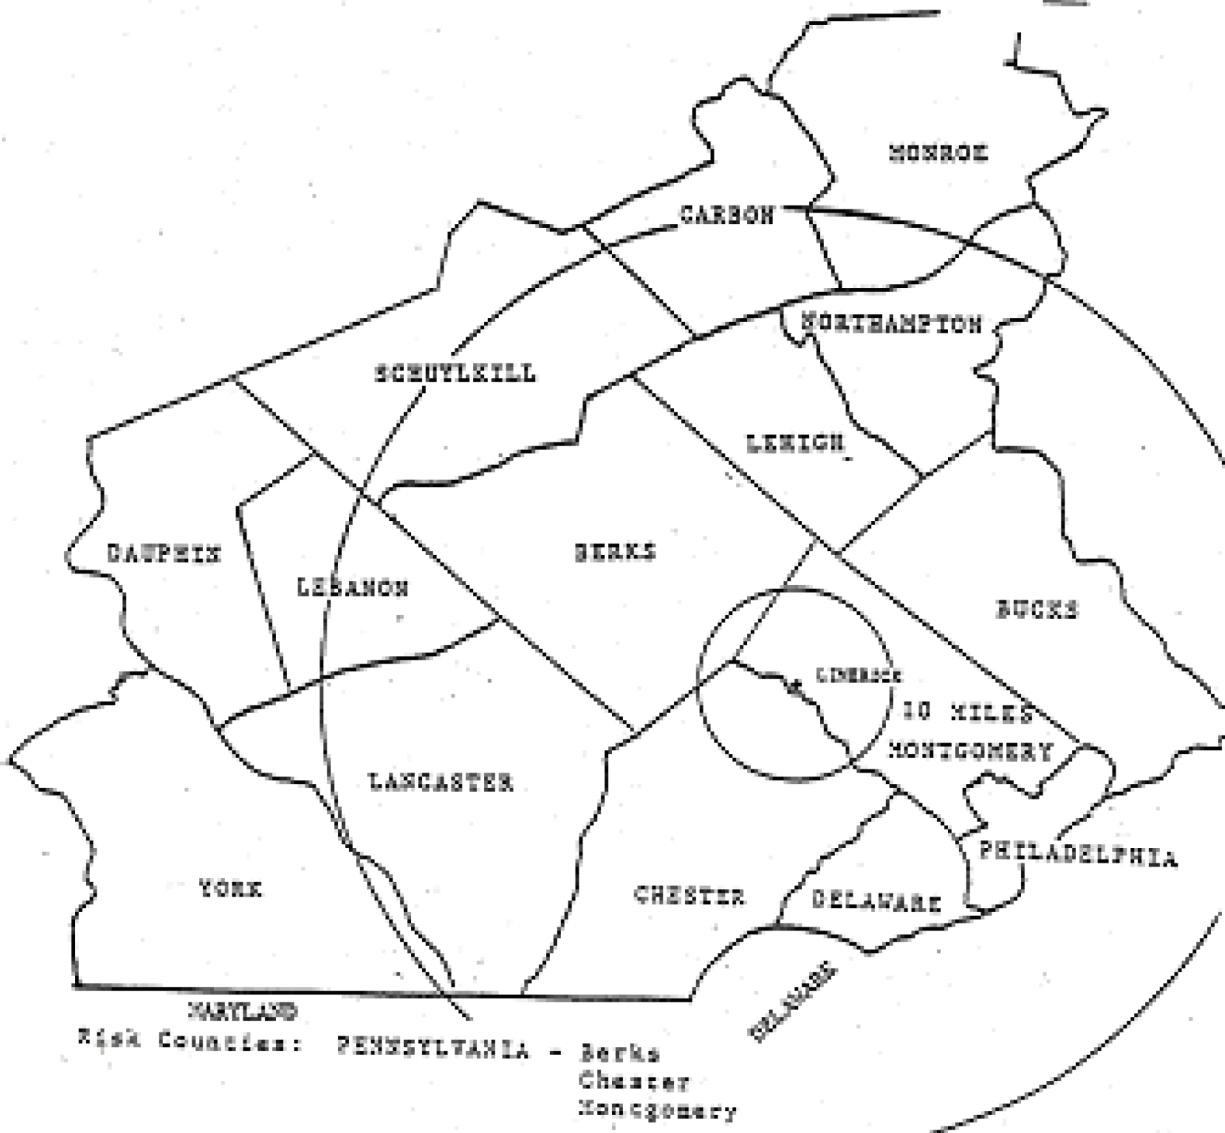 MONROE
CARBON
NORTHAMPTON
SCHUYLKILL
LEHIGH
DAUPHIN
BERKS
LEBANON
BUCKS
LIMERICK
10 MILES
MONTGOMERY
LANCASTER
PHILADELPHIA
YORK
CHESTER
DELAWARE
DELAWARE
MARYLAND
Risk Counties: PENNSYLVANIA - Berks
Chester
Montgomery